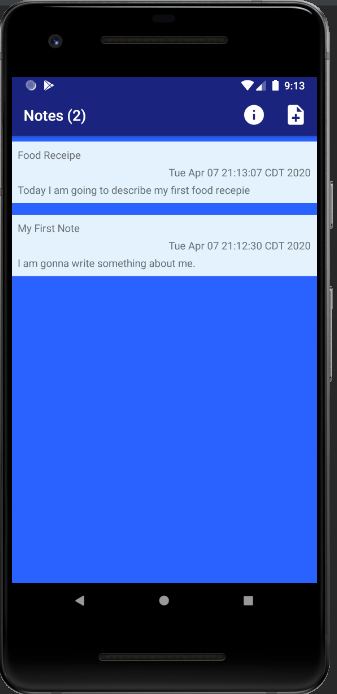 9:13
Notes (2)
Food Receipe
Tue Apr 07 21:13:07 CDT 2020
Today I am going to describe my first food recepie
My First Note
Tue Apr 07 21:12:30 CDT 2020
I am gonna write something about me.